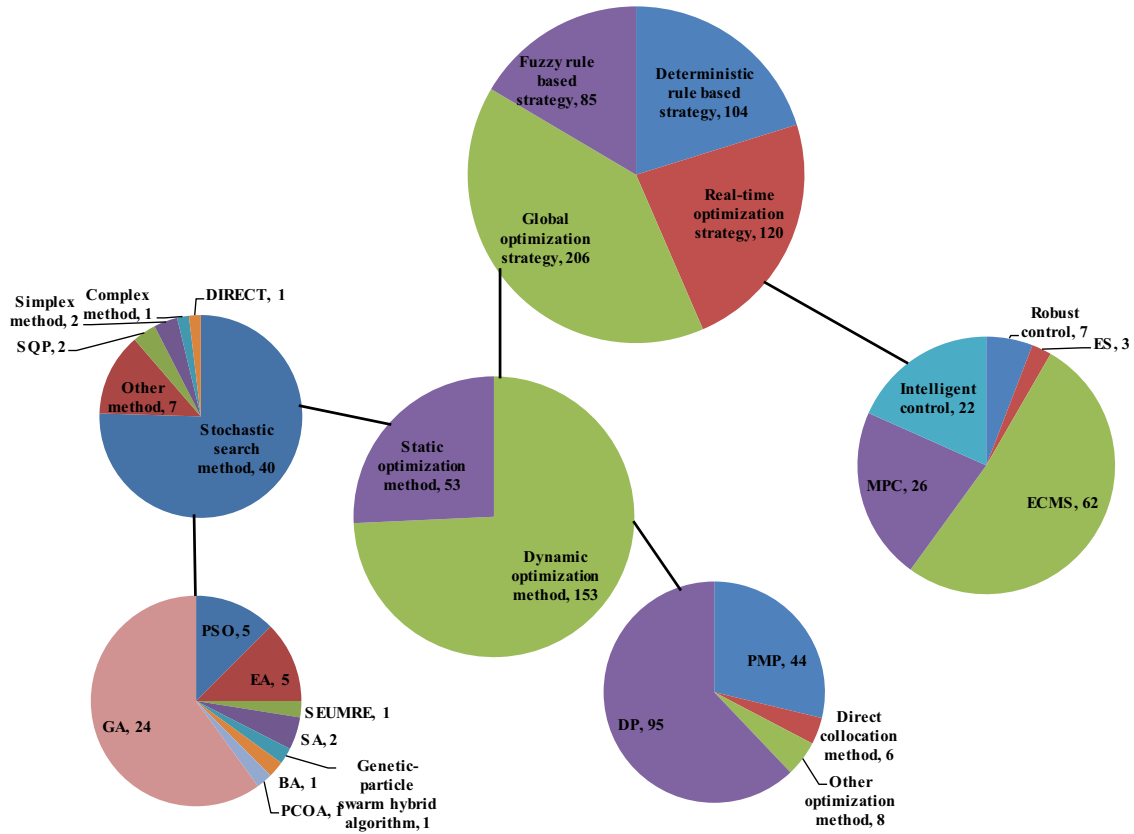 Fuzzy rule
based
strategy, 85
Deterministic
rule based
strategy, 104
Global
optimization
strategy, 206
Real-time
optimization
strategy, 120
Simplex
method, 2
Complex
method, 1
DIRECT, 1
SQP, 2
Other
method, 7
Stochastic
search
method, 40
Static
optimization
method, 53
Dynamic
optimization
method, 153
Robust
control, 7
ES, 3
Intelligent
control, 22
MPC, 26
ECMS, 62
PSO, 5
EA, 5
GA, 24
SEUMRE, 1
SA, 2
Genetic-
particle
swarm hybrid
algorithm, 1
BA, 1
PCOA, 1
PMP, 44
DP, 95
Direct
collocation
method, 6
Other
optimization
method, 8